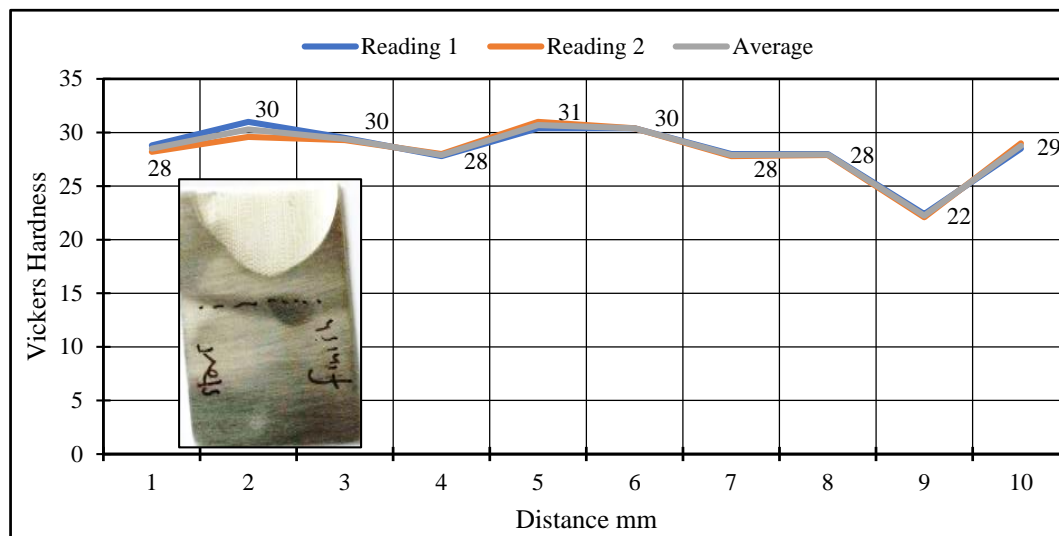 Reading 1 Reading 2 Average
35
30
25
20
15
10
5
0
Vickers Hardness
28 30 30 28 31 30 28 28 22 29
start
finish
1 2 3 4 5 6 7 8 9 10
Distance mm